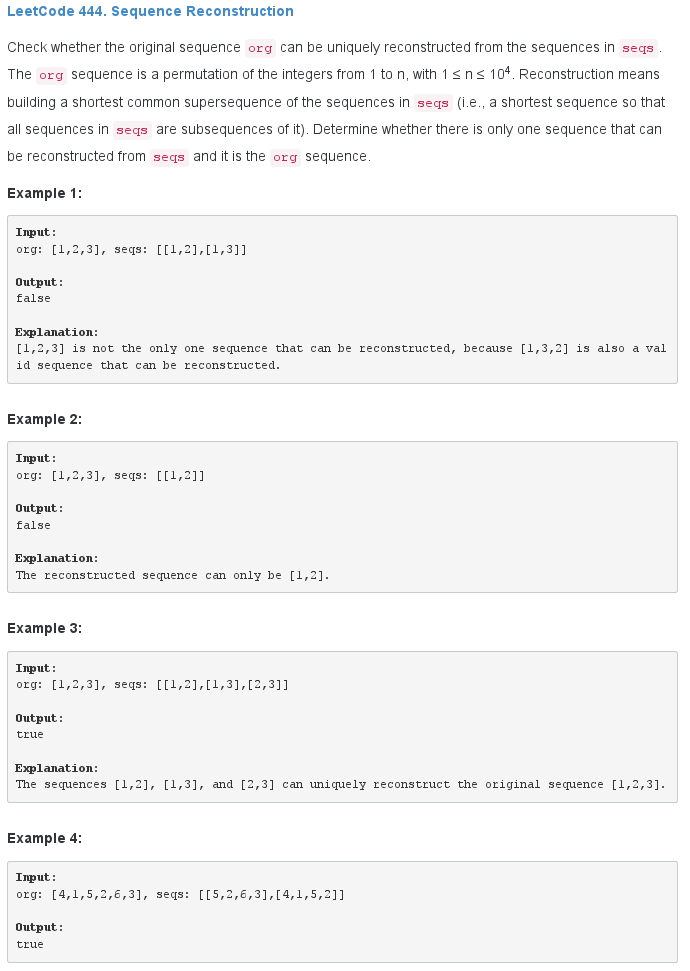 LeetCode 444. Sequence Reconstruction
Check whether the original sequence org can be uniquely reconstructed from the sequences in seqs .
The org sequence is a permutation of the integers from 1 to n, with 1 ≤ n ≤ 10⁴. Reconstruction means
building a shortest common supersequence of the sequences in seqs (i.e., a shortest sequence so that
all sequences in seqs are subsequences of it). Determine whether there is only one sequence that can
be reconstructed from seqs and it is the org sequence.
Example 1:
Input:
org: [1,2,3], seqs: [[1,2],[1,3]]
Output:
false
Explanation:
[1,2,3] is not the only one sequence that can be reconstructed, because [1,3,2] is also a val
id sequence that can be reconstructed.
Example 2:
Input:
org: [1,2,3], seqs: [[1,2]]
Output:
false
Explanation:
The reconstructed sequence can only be [1,2].
Example 3:
Input:
org: [1,2,3], seqs: [[1,2],[1,3],[2,3]]
Output:
true
Explanation:
The sequences [1,2], [1,3], and [2,3] can uniquely reconstruct the original sequence [1,2,3].
Example 4:
Input:
org: [4,1,5,2,6,3], seqs: [[5,2,6,3],[4,1,5,2]]
Output:
true